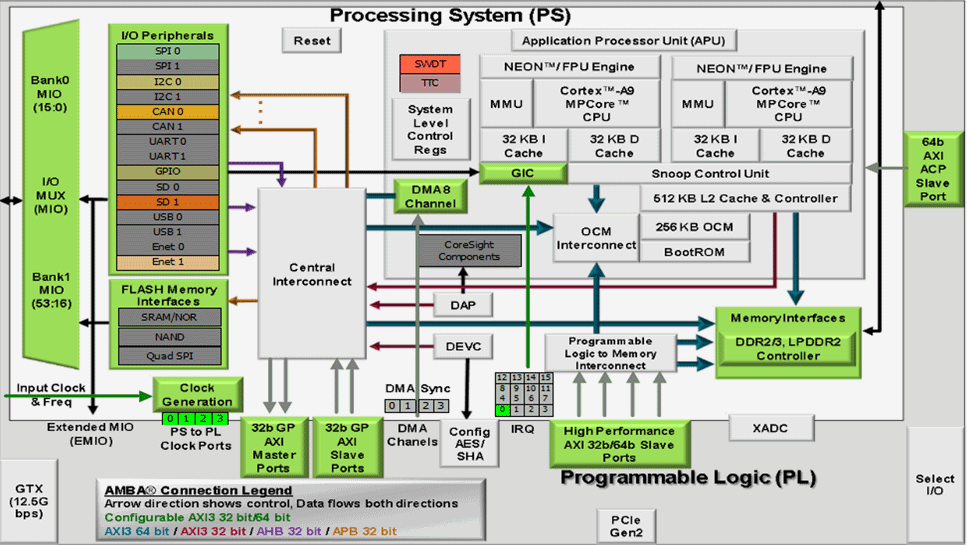 Processing System (PS)
I/O Peripherals
SPI 0
SPI 1
I2C 0
I2C 1
CAN 0
CAN 1
UART 0
UART 1
GPIO
SD 0
SD 1
USB 0
USB 1
Enet 0
Enet 1
Bank0
MIO
(15:0)
I/O
MUX
(MIO)
Bank1
MIO
(53:16)
FLASH Memory
Interfaces
SRAM/NOR
NAND
Quad SPI
Reset
Application Processor Unit (APU)
SWDT
TTC
System
Level
Control
Regs
NEON™/ FPU Engine
MMU
Cortex™-A9
MPCore™
CPU
32 KB I
Cache
32 KB D
Cache
NEON™/ FPU Engine
MMU
Cortex™-A9
MPCore™
CPU
32 KB I
Cache
32 KB D
Cache
GIC
Snoop Control Unit
512 KB L2 Cache & Controller
DMA8
Channel
OCM
Interconnect
256 KB OCM
BootROM
CoreSight
Components
64b
AXI
ACP
Slave
Port
Central
Interconnect
DAP
DEVC
Programmable
Logic to Memory
Interconnect
Memory Interfaces
DDR2/3, LPDDR2
Controller
Input Clock
& Freq
Clock
Generation
0 1 2 3
PS to PL
Clock Ports
Extended MIO
(EMIO)
32b GP
AXI
Master
Ports
32b GP
AXI
Slave
Ports
DMA Sync
0 1 2 3
DMA
Channels
Config
AES/
SHA
12 13 14 15
8 9 10 11
4 5 6 7
0 1 2 3
IRQ
High Performance
AXI 32b/64b Slave
Ports
XADC
Programmable Logic (PL)
GTX
(12.5G
bps)
AMBA® Connection Legend
Arrow direction shows control, Data flows both directions
Configurable AXI3 32 bit/64 bit
AXI3 64 bit / AXI3 32 bit / AHB 32 bit / APB 32 bit
PCIe
Gen2
Select
I/O